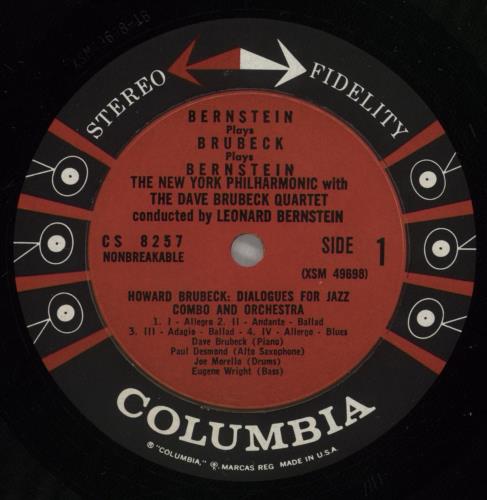 STEREO FIDELITY
BERNSTEIN
Plays
BRUBECK
Plays
BERNSTEIN
THE NEW YORK PHILHARMONIC with
THE DAVE BRUBECK QUARTET
conducted by LEONARD BERNSTEIN
CS 8257
NONBREAKABLE
SIDE 1
(XSM 49698)
HOWARD BRUBECK: DIALOGUES FOR JAZZ
COMBO AND ORCHESTRA
1. I - Allegro 2. II - Andante - Ballad
3. III - Adagio - Ballad - 4. IV - Allergo - Blues
Dave Brubeck (Piano)
Paul Desmond (Alto Saxophone)
Joe Morello (Drums)
Eugene Wright (Bass)
COLUMBIA
® "COLUMBIA," MARCAS REG MADE IN U.S.A.